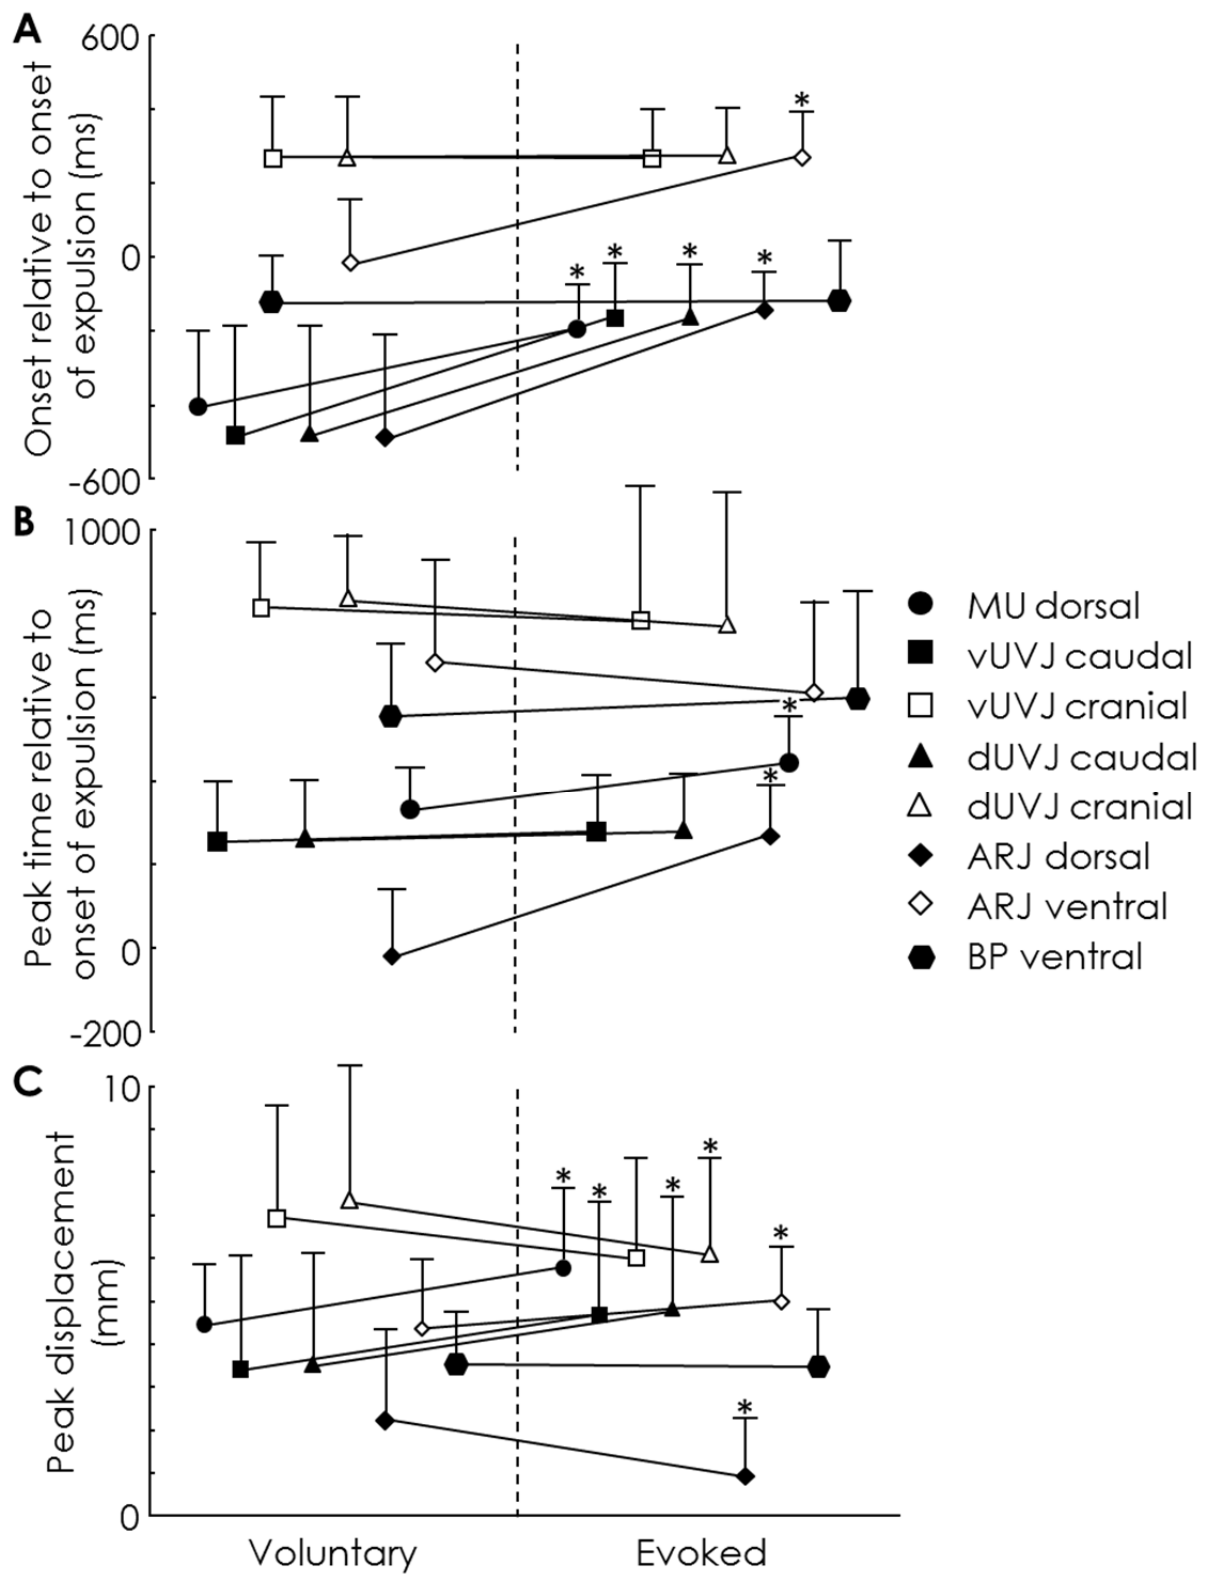 A
600
0
-600
Onset relative to onset
of expulsion (ms)
* * * * *
B
1000
0
-200
Peak time relative to
onset of expulsion (ms)
* *
MU dorsal
vUVJ caudal
vUVJ cranial
dUVJ caudal
dUVJ cranial
ARJ dorsal
ARJ ventral
BP ventral
C
10
0
Peak displacement
(mm)
* * * * * *
Voluntary Evoked